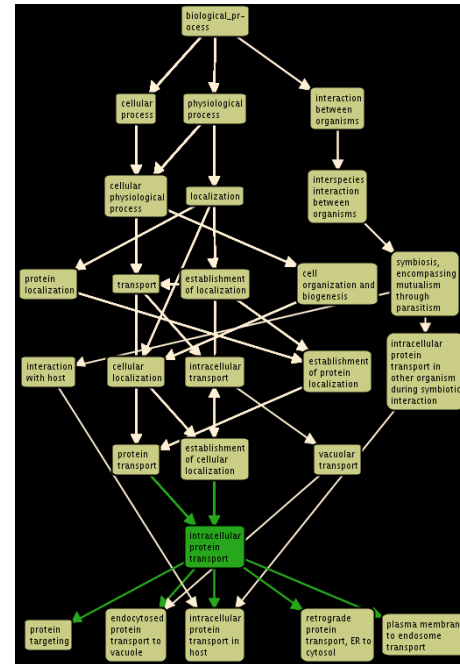 biological_pr-
ocess
cellular
process
physiological
process
interaction
between
organisms
cellular
physiological
process
localization
interspecies
interaction
between
organisms
protein
localization
transport
establishment
of localization
cell
organization and
biogenesis
symbiosis,
encompassing
mutualism
through
parasitism
interaction
with host
cellular
localization
intracellular
transport
establishment
of protein
localization
intracellular
protein
transport in
other organism
during symbiotic
interaction
protein
transport
establishment
of cellular
localization
vacuolar
transport
intracellular
protein
transport
protein
targeting
endocytosed
protein
transport to
vacuole
intracellular
protein
transport in
host
retrograde
protein
transport, ER to
cytosol
plasma membran
to endosome
transport